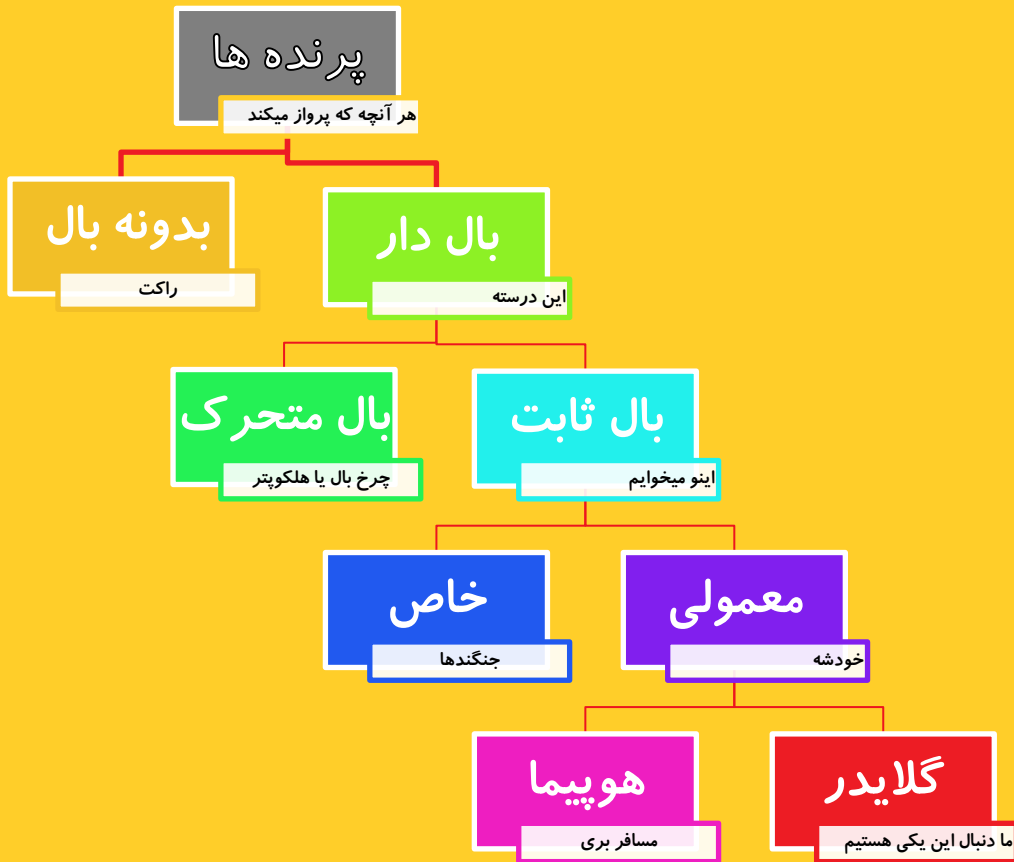 پرنده ها
هر آنچه که پرواز میکند
بال دار
این درسته
بدونه بال
راکت
بال ثابت
اینو میخوایم
بال متحرک
چرخ بال یا هلکوپتر
معمولی
خودشه
خاص
جنگندها
گلایدر
ما دنبال این یکی هستیم
هوپیما
مسافر بری